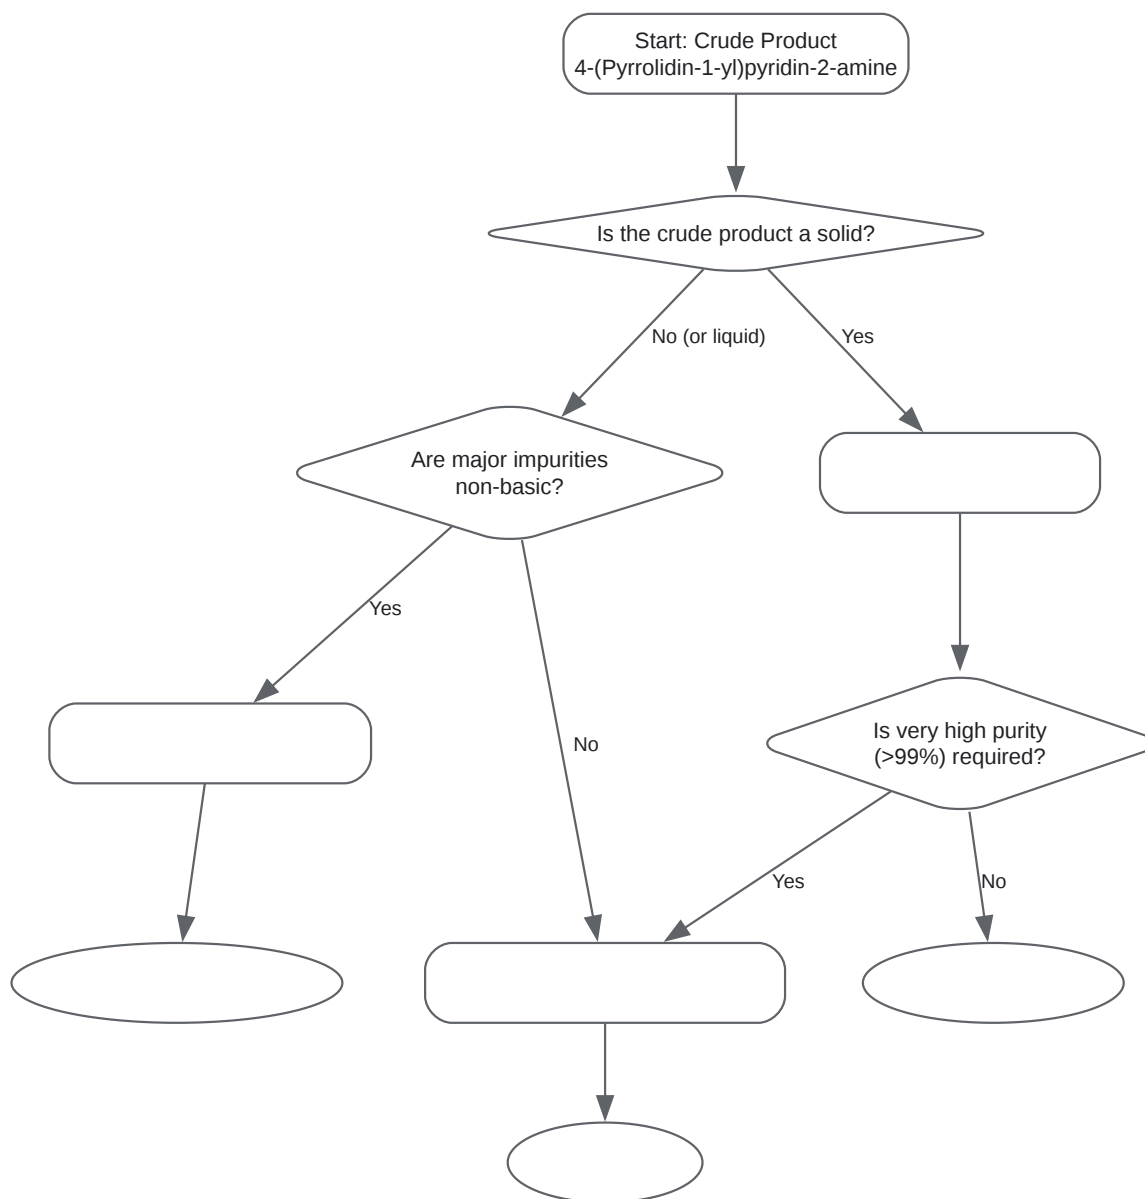 Start: Crude Product
4-(Pyrrolidin-1-yl)pyridin-2-amine
Is the crude product a solid?
No (or liquid)
Yes
Are major impurities
non-basic?
Yes
No
Is very high purity
(>99%) required?
Yes
No